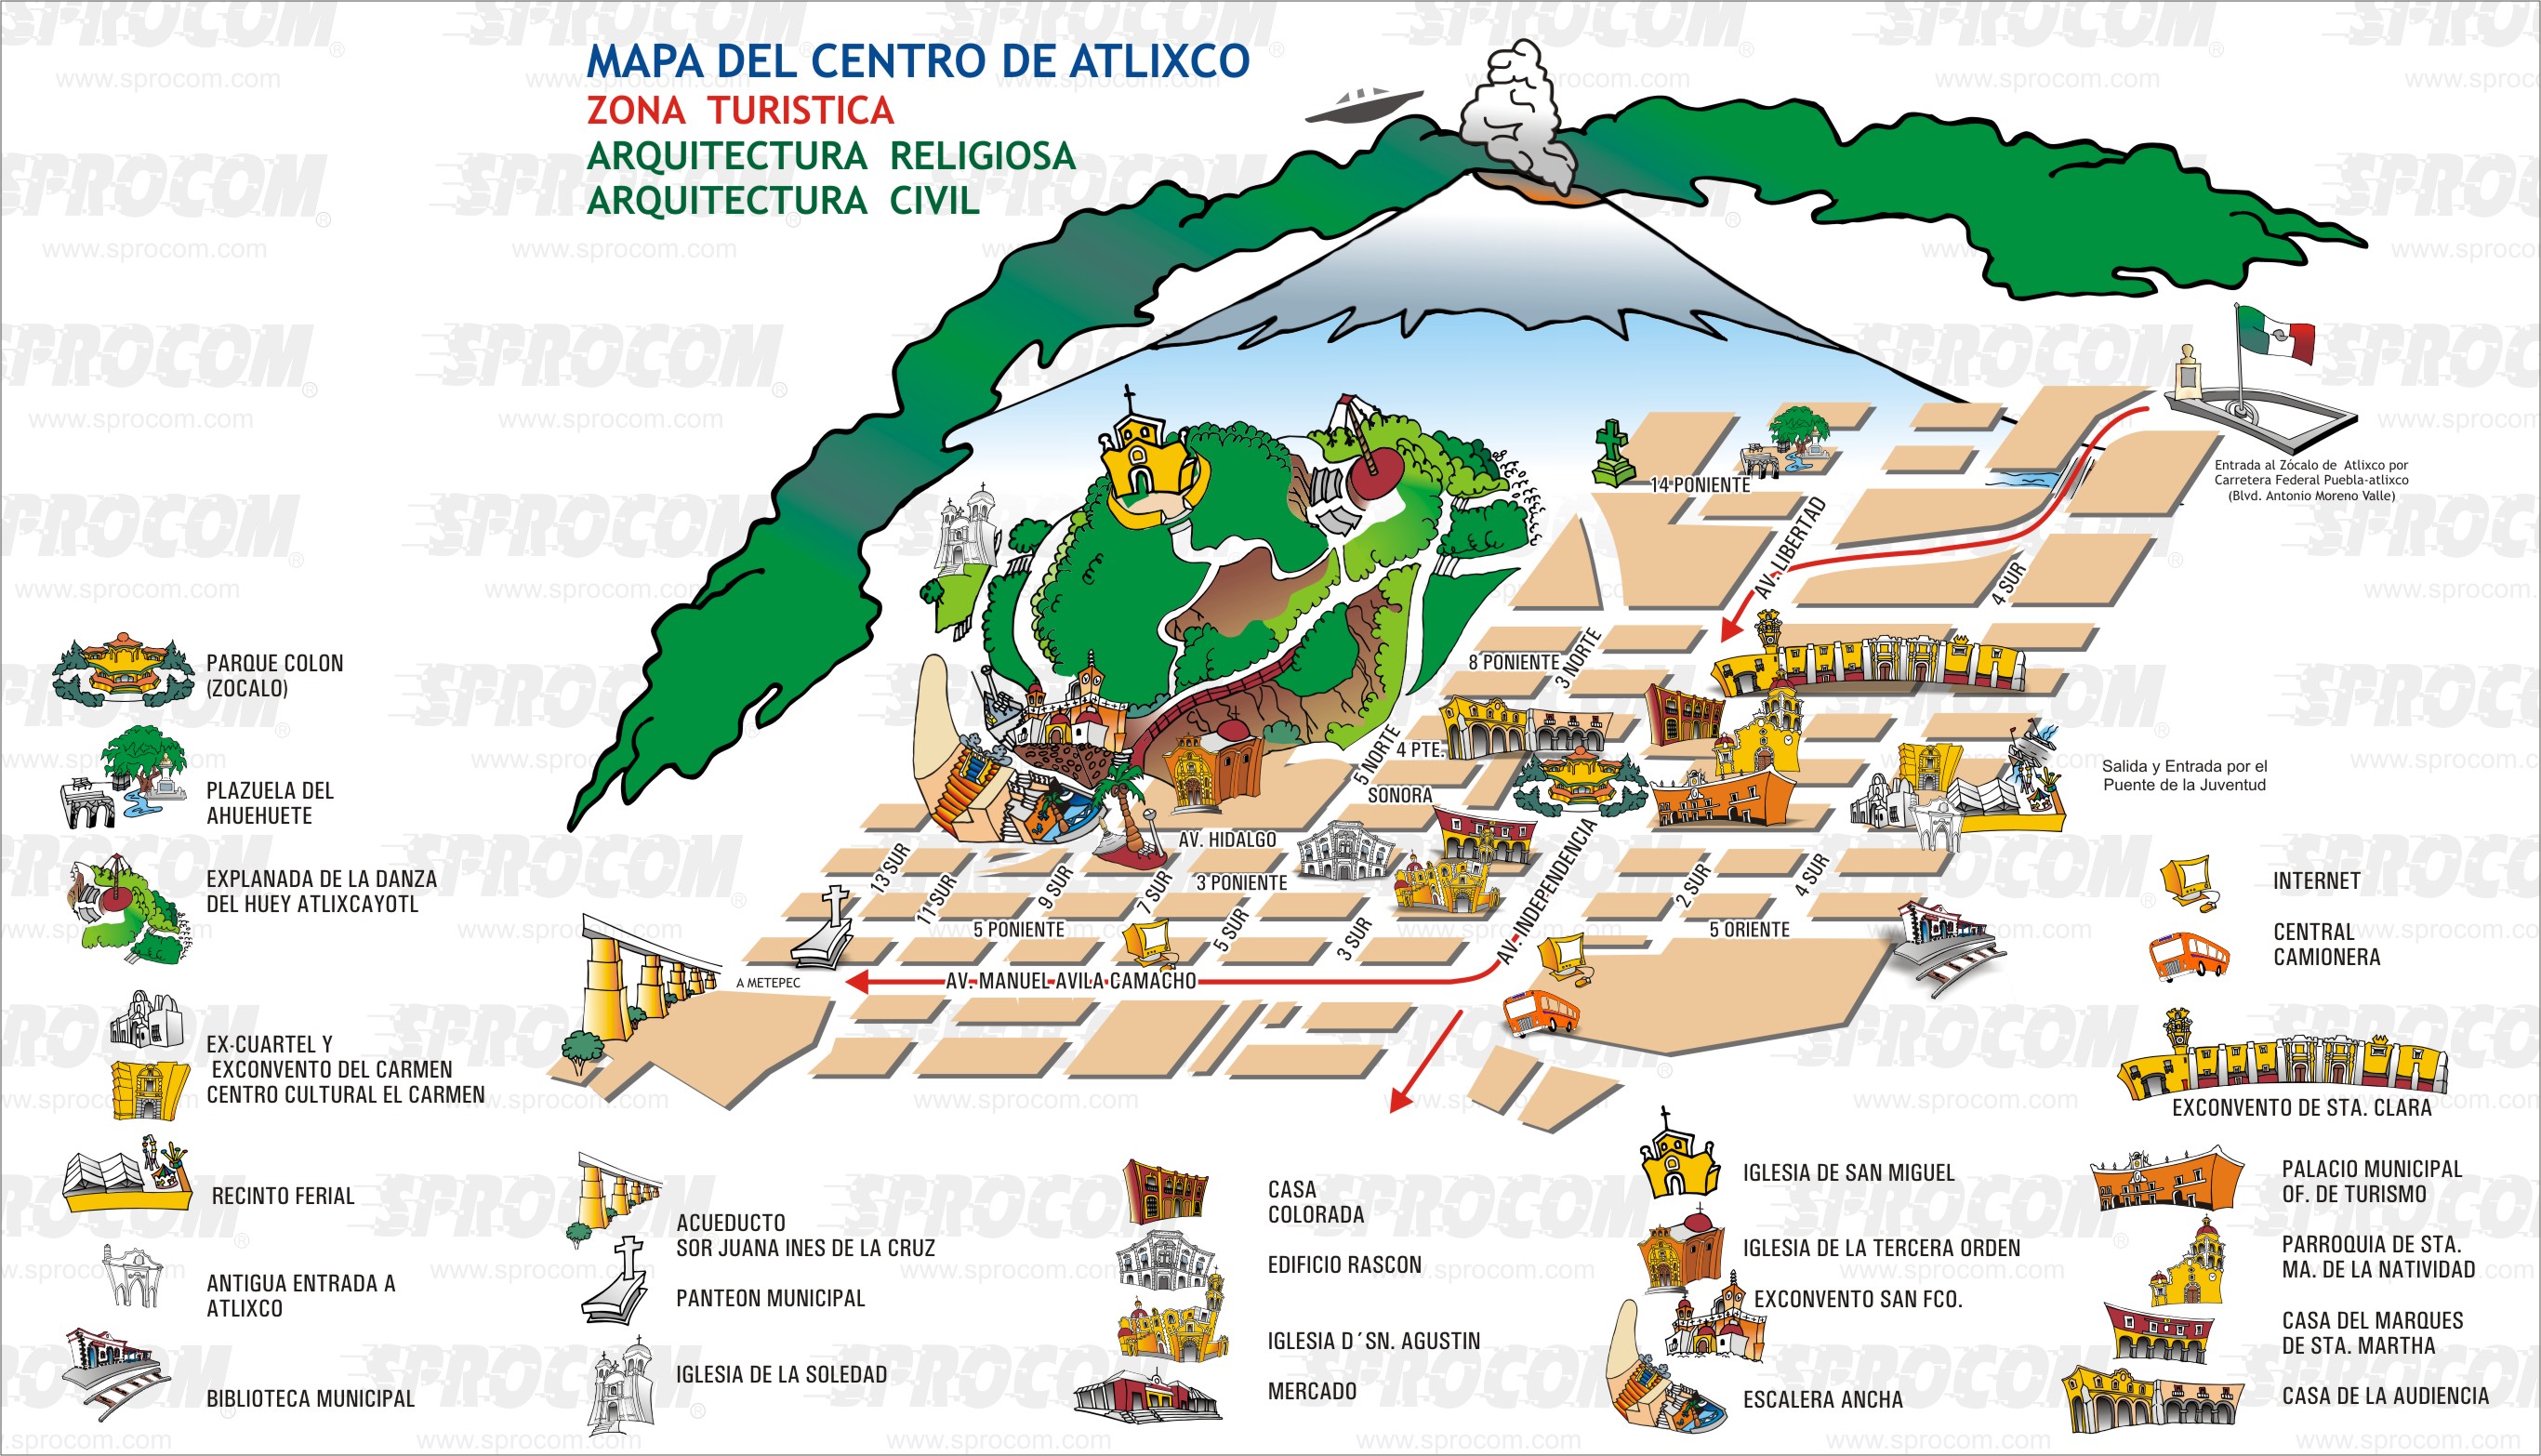 MAPA DEL CENTRO DE ATLIXCO
ZONA TURISTICA
ARQUITECTURA RELIGIOSA
ARQUITECTURA CIVIL
SPROCOM
www.sprocom.com
Entrada al Zócalo de Atlixco por
Carretera Federal Puebla-atlixco
(Blvd. Antonio Moreno Valle)
14 PONIENTE
AV. LIBERTAD
4 SUR
8 PONIENTE
3 NORTE
5 NORTE
4 PTE.
SONORA
AV. HIDALGO
AV. INDEPENDENCIA
Salida y Entrada por el
Puente de la Juventud
13 SUR
11 SUR
9 SUR
7 SUR
3 PONIENTE
5 SUR
3 SUR
2 SUR
4 SUR
5 PONIENTE
5 ORIENTE
A METEPEC
AV. MANUEL AVILA CAMACHO
PARQUE COLON
(ZOCALO)
PLAZUELA DEL
AHUEHUETE
EXPLANADA DE LA DANZA
DEL HUEY ATLIXCAYOTL
EX-CUARTEL Y
EXCONVENTO DEL CARMEN
CENTRO CULTURAL EL CARMEN
RECINTO FERIAL
ANTIGUA ENTRADA A
ATLIXCO
BIBLIOTECA MUNICIPAL
ACUEDUCTO
SOR JUANA INES DE LA CRUZ
PANTEON MUNICIPAL
IGLESIA DE LA SOLEDAD
CASA
COLORADA
EDIFICIO RASCON
IGLESIA D´SN. AGUSTIN
MERCADO
IGLESIA DE SAN MIGUEL
IGLESIA DE LA TERCERA ORDEN
EXCONVENTO SAN FCO.
ESCALERA ANCHA
INTERNET
CENTRAL
CAMIONERA
EXCONVENTO DE STA. CLARA
PALACIO MUNICIPAL
OF. DE TURISMO
PARROQUIA DE STA.
MA. DE LA NATIVIDAD
CASA DEL MARQUES
DE STA. MARTHA
CASA DE LA AUDIENCIA